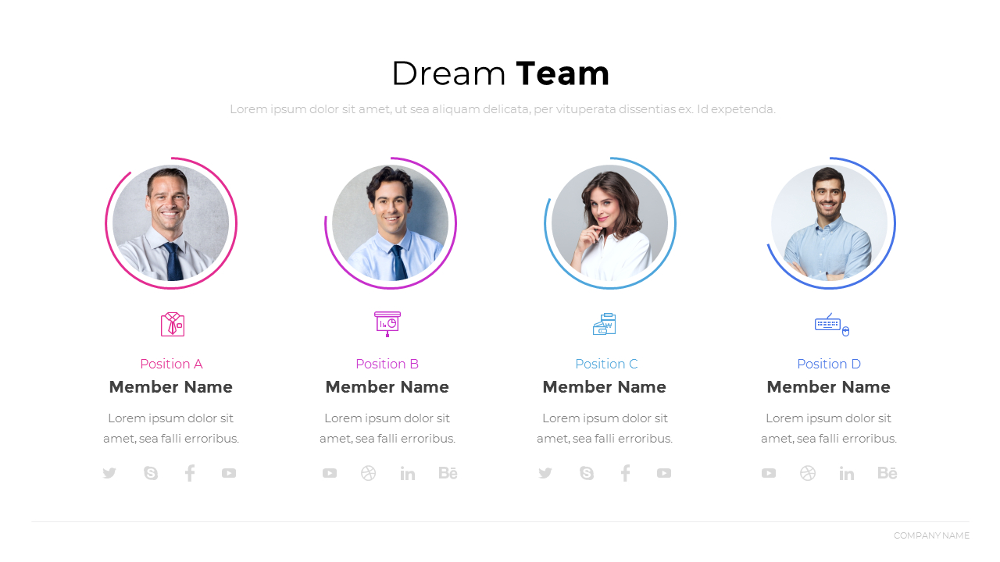 Dream Team
Lorem ipsum dolor sit amet, ut sea aliquam delicata, per vituperata dissentias ex. Id expetenda.
Position A
Member Name
Lorem ipsum dolor sit
amet, sea falli erroribus.
Position B
Member Name
Lorem ipsum dolor sit
amet, sea falli erroribus.
Position C
Member Name
Lorem ipsum dolor sit
amet, sea falli erroribus.
Position D
Member Name
Lorem ipsum dolor sit
amet, sea falli erroribus.
COMPANY NAME